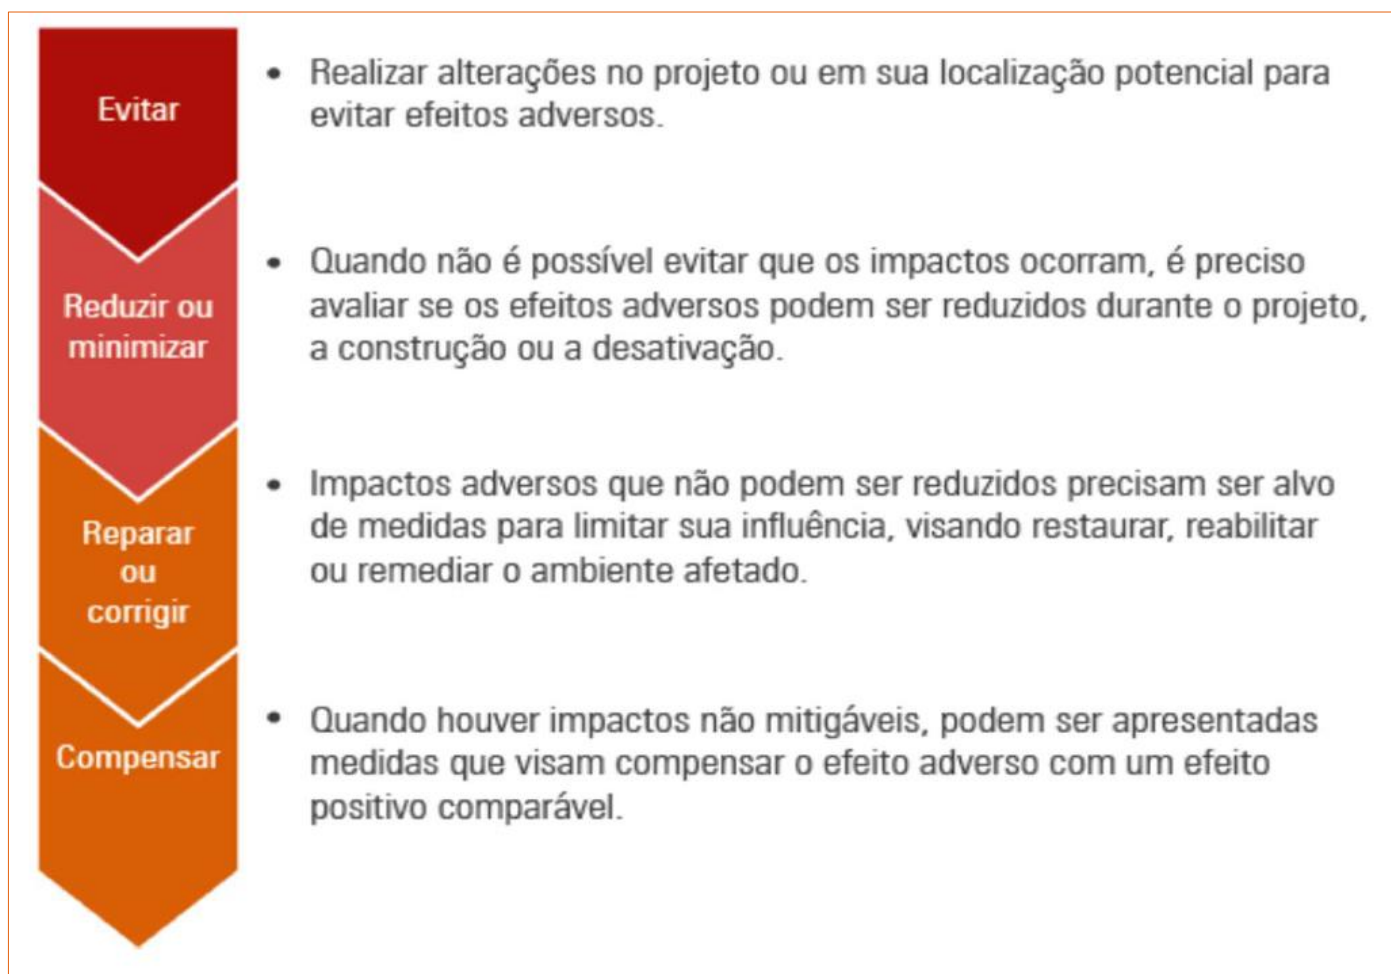 Evitar
• Realizar alterações no projeto ou em sua localização potencial para
evitar efeitos adversos.
Reduzir ou
minimizar
• Quando não é possível evitar que os impactos ocorram, é preciso
avaliar se os efeitos adversos podem ser reduzidos durante o projeto,
a construção ou a desativação.
Reparar
ou
corrigir
• Impactos adversos que não podem ser reduzidos precisam ser alvo
de medidas para limitar sua influência, visando restaurar, reabilitar
ou remediar o ambiente afetado.
Compensar
• Quando houver impactos não mitigáveis, podem ser apresentadas
medidas que visam compensar o efeito adverso com um efeito
positivo comparável.